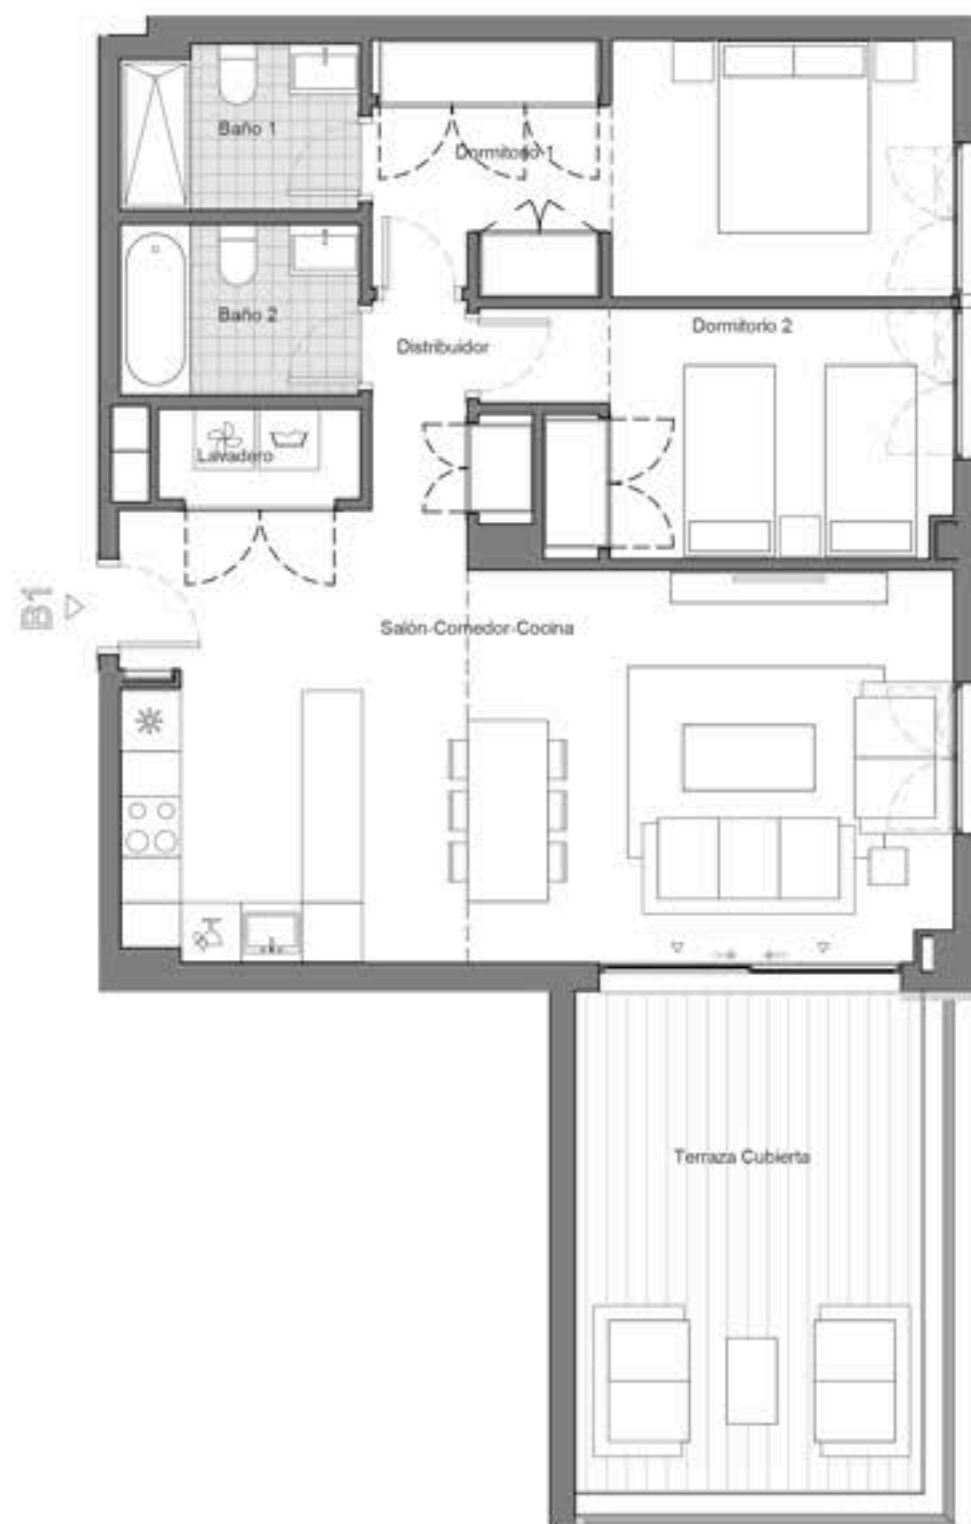 Baño 1
Dormitorio 1
Baño 2
Distribuidor
Dormitorio 2
Lavadero
B1
Salón-Comedor-Cocina
Terraza Cubierta